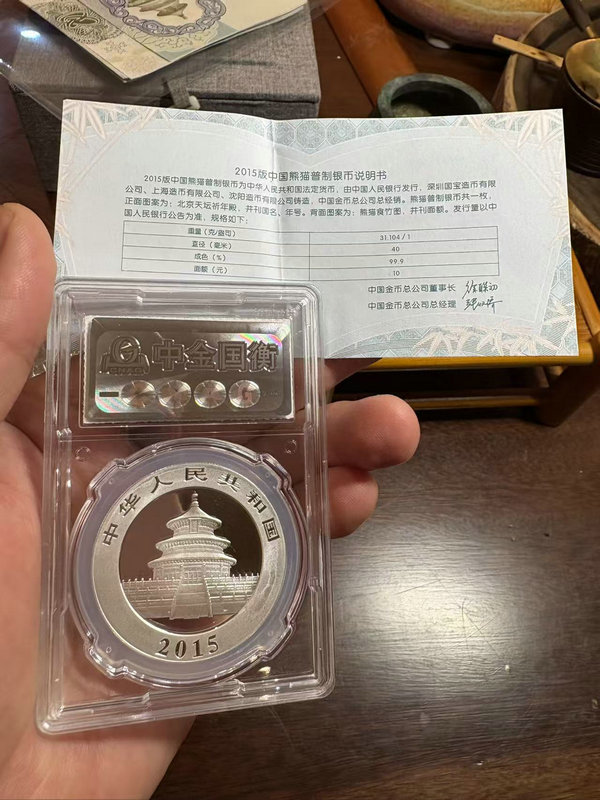 2015版中国熊猫普制银币说明书
2015版中国熊猫普制银币为中华人民共和国法定货币，由中国人民银行发行，深圳国宝造币有限
公司、上海造币有限公司、沈阳造币有限公司铸造，中国金币总公司总经销。熊猫普制银币共一枚，
正面图案为：北京天坛祈年殿，并刊国名、年号。背面图案为：熊猫食竹图，并刊面额。发行量以中
国人民银行公告为准，规格如下：
重量（克/盎司） 31.104 / 1
直径（毫米） 40
成色（%） 99.9
面额（元） 10
中国金币总公司董事长
中国金币总公司总经理
中金国衡
中华人民共和国
2015